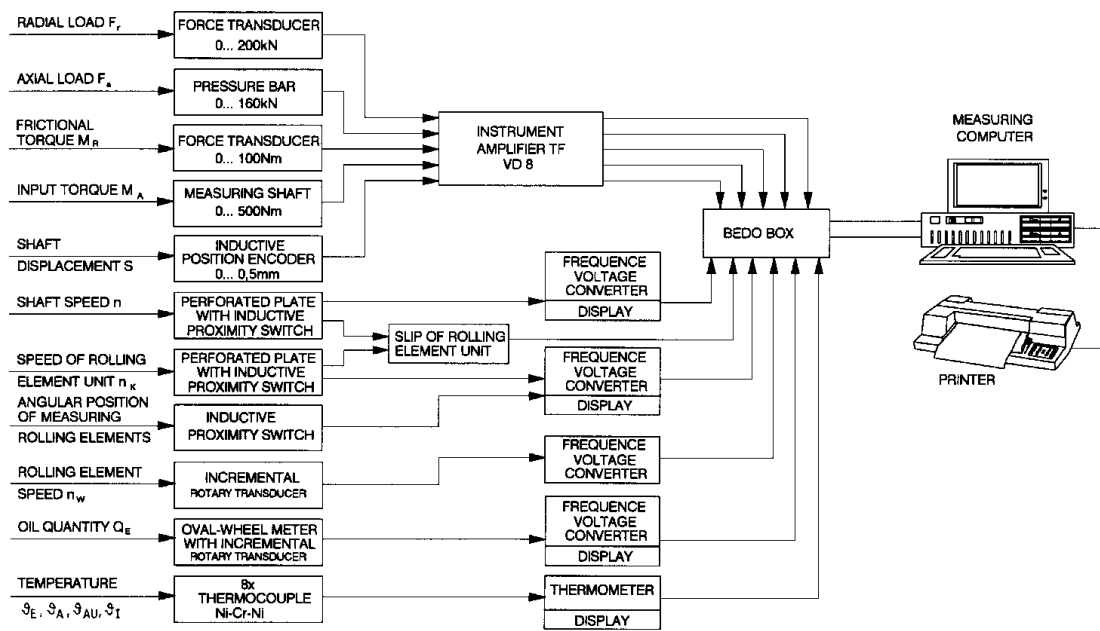 RADIAL LOAD Fr
FORCE TRANSDUCER
0... 200kN
AXIAL LOAD Fa
PRESSURE BAR
0... 160kN
FRICTIONAL
TORQUE MR
FORCE TRANSDUCER
0... 100Nm
INPUT TORQUE MA
MEASURING SHAFT
0... 500Nm
SHAFT
DISPLACEMENT S
INDUCTIVE
POSITION ENCODER
0... 0,5mm
SHAFT SPEED n
PERFORATED PLATE
WITH INDUCTIVE
PROXIMITY SWITCH
SPEED OF ROLLING
ELEMENT UNIT nK
PERFORATED PLATE
WITH INDUCTIVE
PROXIMITY SWITCH
ANGULAR POSITION
OF MEASURING
ROLLING ELEMENTS
INDUCTIVE
PROXIMITY SWITCH
ROLLING ELEMENT
SPEED nW
INCREMENTAL
ROTARY TRANSDUCER
OIL QUANTITY QE
OVAL-WHEEL METER
WITH INCREMENTAL
ROTARY TRANSDUCER
TEMPERATURE
ϑE, ϑA, ϑAU, ϑI
8x
THERMOCOUPLE
Ni-Cr-Ni
INSTRUMENT
AMPLIFIER TF
VD 8
SLIP OF ROLLING
ELEMENT UNIT
FREQUENCE
VOLTAGE
CONVERTER
DISPLAY
FREQUENCE
VOLTAGE
CONVERTER
DISPLAY
FREQUENCE
VOLTAGE
CONVERTER
FREQUENCE
VOLTAGE
CONVERTER
DISPLAY
THERMOMETER
DISPLAY
BEDO BOX
MEASURING
COMPUTER
PRINTER